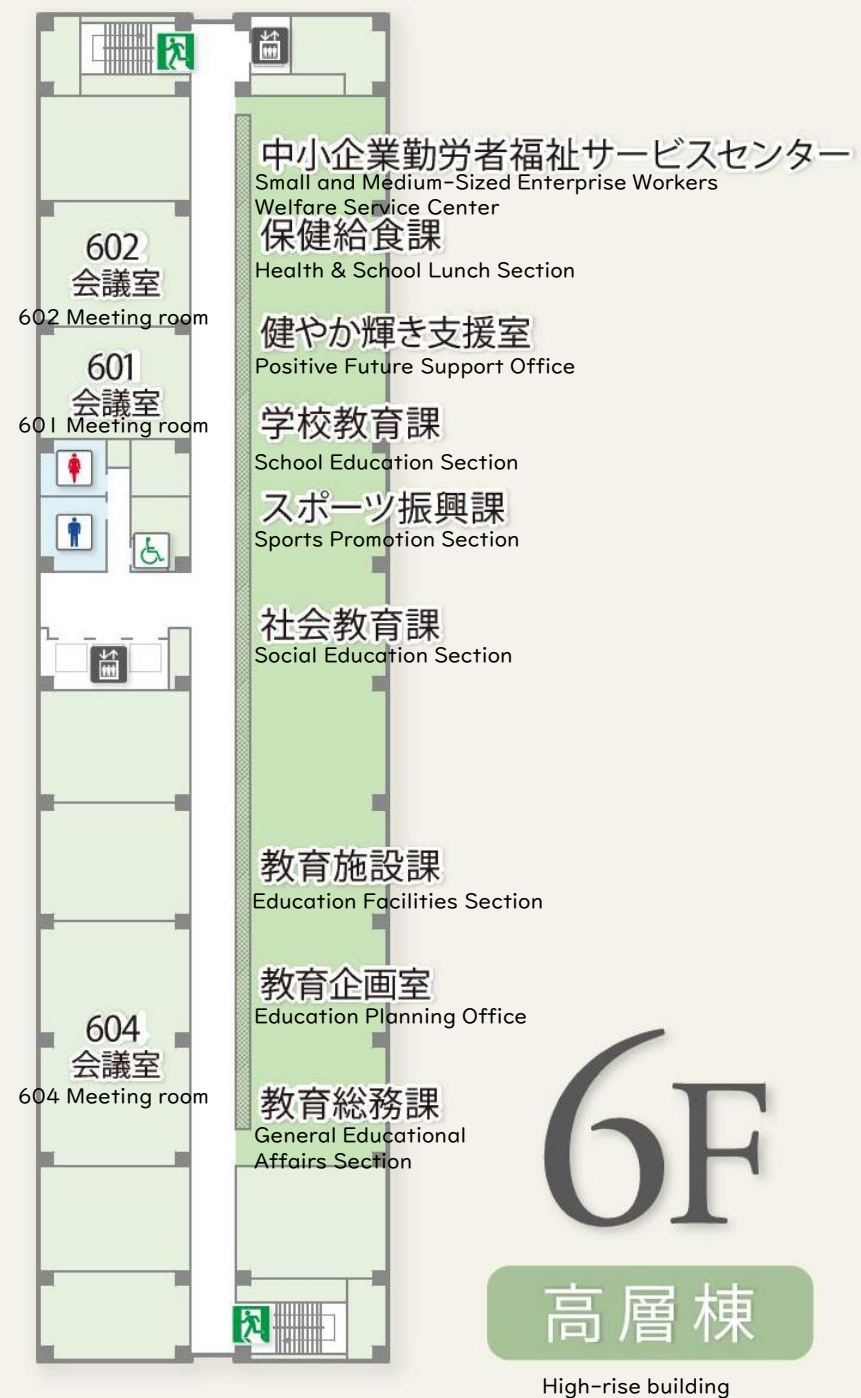 中小企業勤労者福祉サービスセンター
Small and Medium-Sized Enterprise Workers
Welfare Service Center
保健給食課
Health & School Lunch Section
602
会議室
602 Meeting room
健やか輝き支援室
Positive Future Support Office
601
会議室
601 Meeting room
学校教育課
School Education Section
スポーツ振興課
Sports Promotion Section
社会教育課
Social Education Section
教育施設課
Education Facilities Section
教育企画室
Education Planning Office
604
会議室
604 Meeting room
教育総務課
General Educational
Affairs Section
6F
高層棟
High-rise building